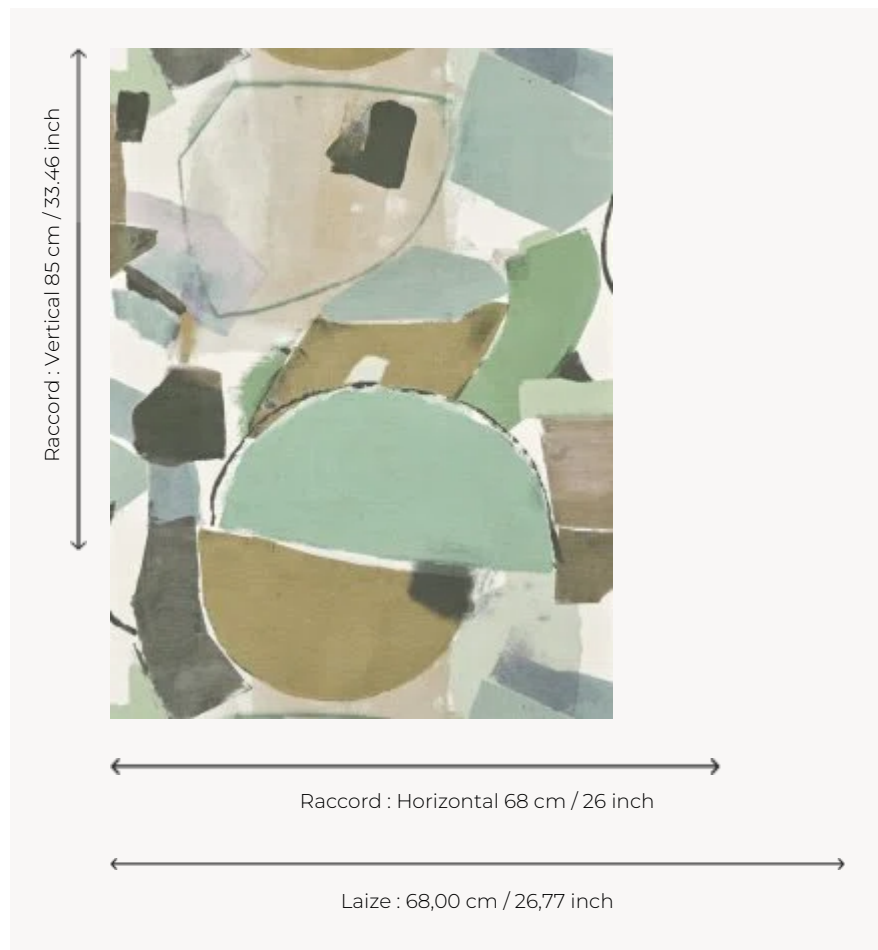 Raccord : Vertical 85 cm / 33.46 inch
Raccord : Horizontal 68 cm / 26 inch
Laize : 68,00 cm / 26,77 inch